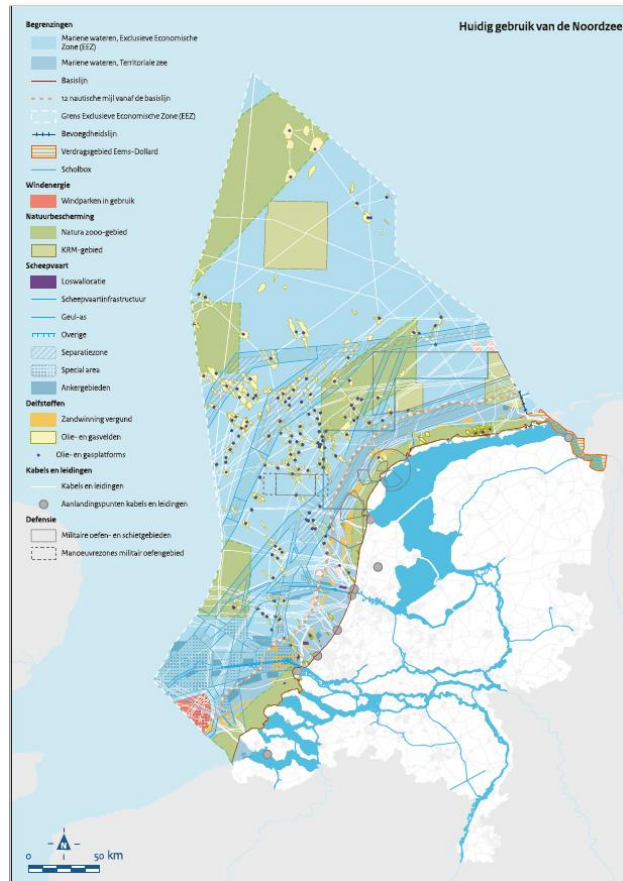 Huidig gebruik van de Noordzee
Begrenzingen
Mariene wateren, Exclusieve Economische
Zone (EEZ)
Mariene wateren, Territoriale zee
Basislijn
12 nautische mijl vanaf de basislijn
Grens Exclusieve Economische Zone (EEZ)
Bevoegdheidslijn
Verdragsgebied Eems-Dollard
Scholbox
Windenergie
Windparken in gebruik
Natuurbescherming
Natura 2000-gebied
KRM-gebied
Scheepvaart
Loswallocatie
Scheepvaartinfrastructuur
Geul-as
Overige
Separatiezone
Special area
Ankergebieden
Delfstoffen
Zandwinning vergund
Olie- en gasvelden
Olie- en gasplatforms
Kabels en leidingen
Kabels en leidingen
Aanlandingspunten kabels en leidingen
Defensie
Militaire oefen- en schietgebieden
Manoeuvrezones militair oefengebied
N
0 50 km